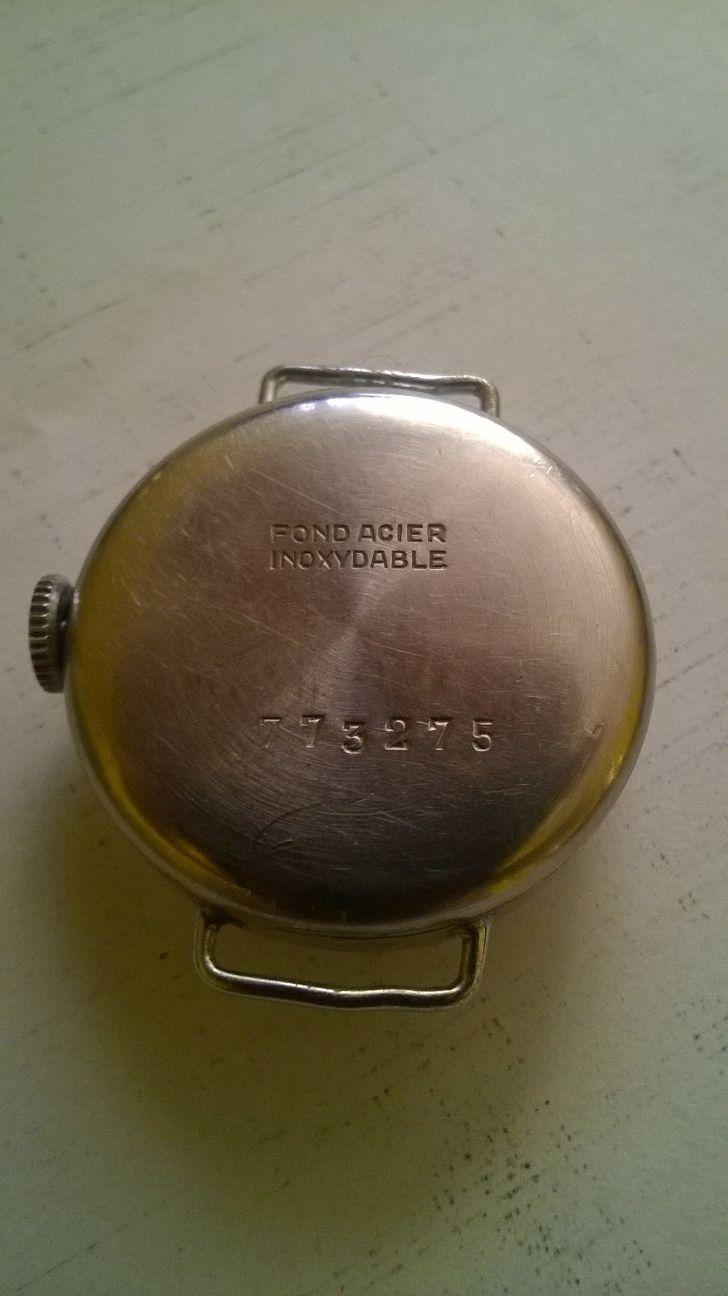 FOND ACIER
INOXYDABLE
773275